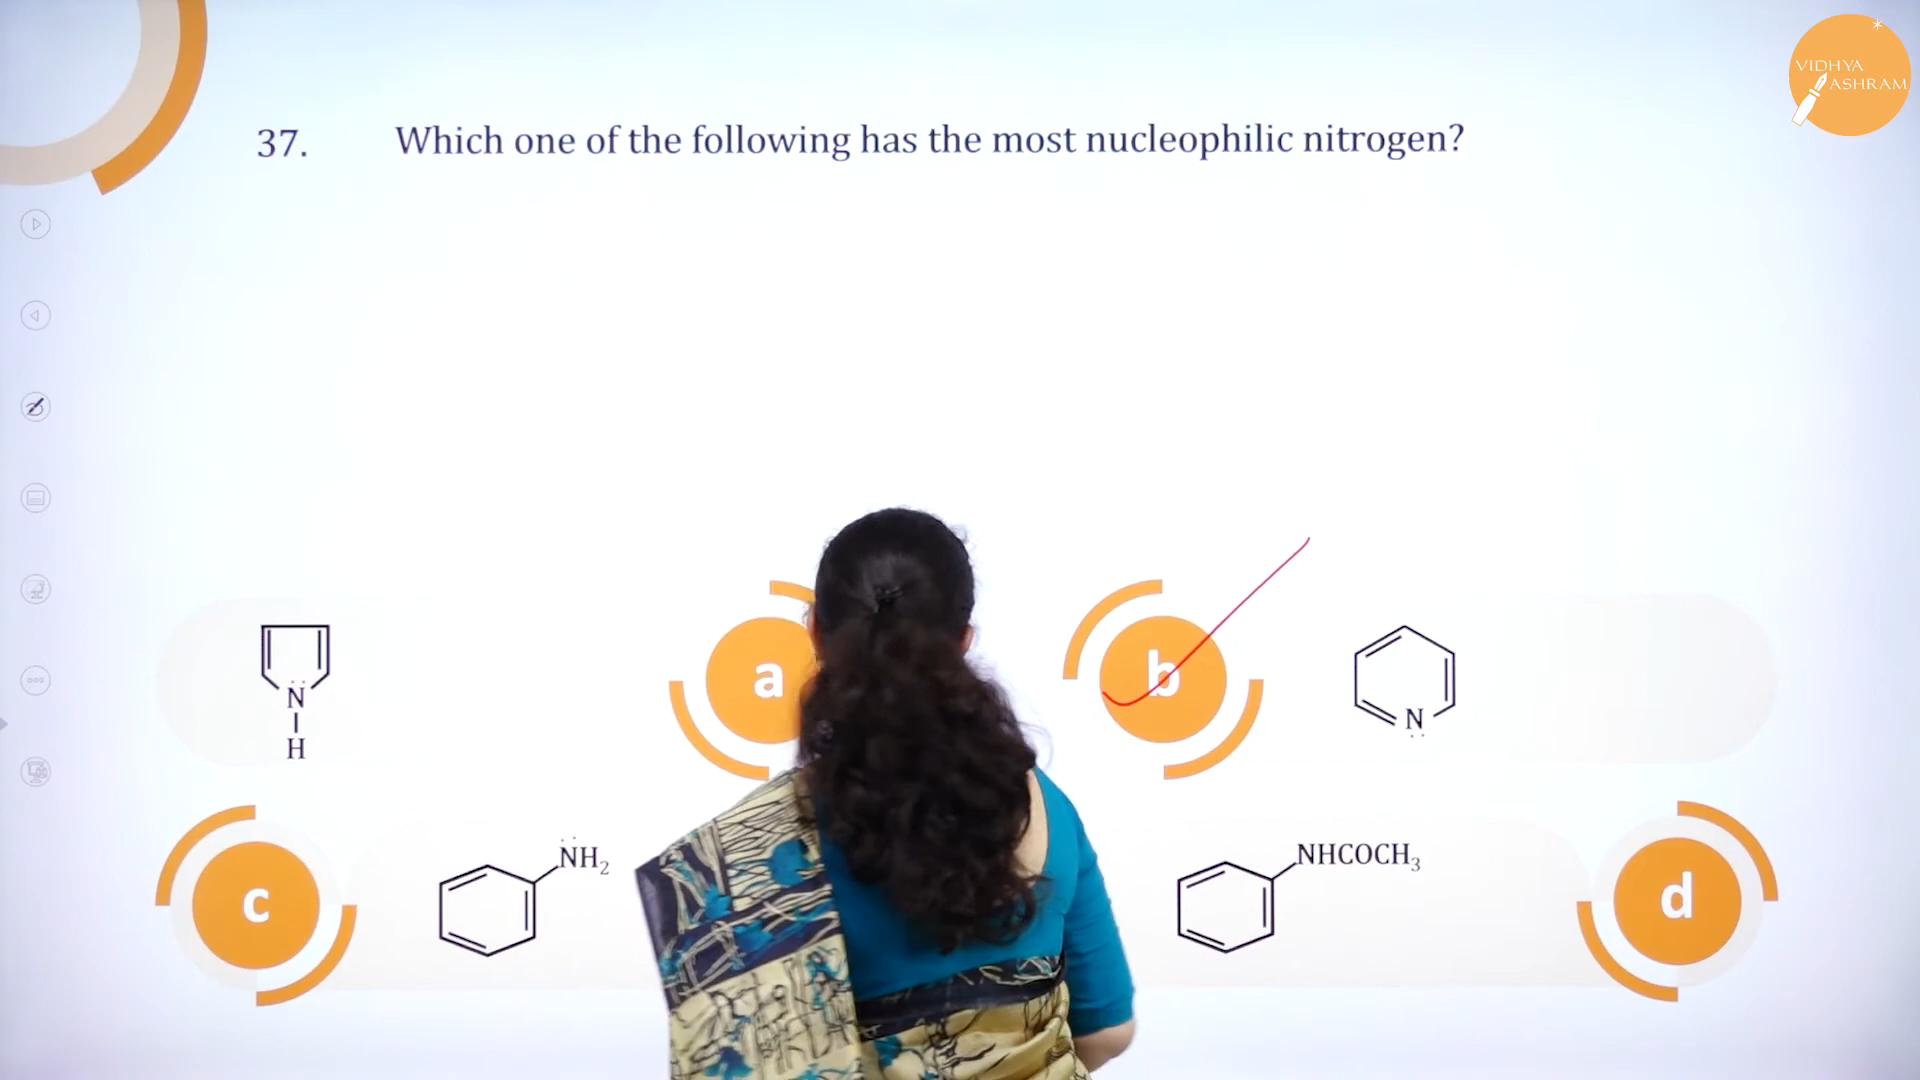 VIDHYA
ASHRAM
37. Which one of the following has the most nucleophilic nitrogen?
N
H
a
b
N
c
NH₂
NHCOCH₃
d